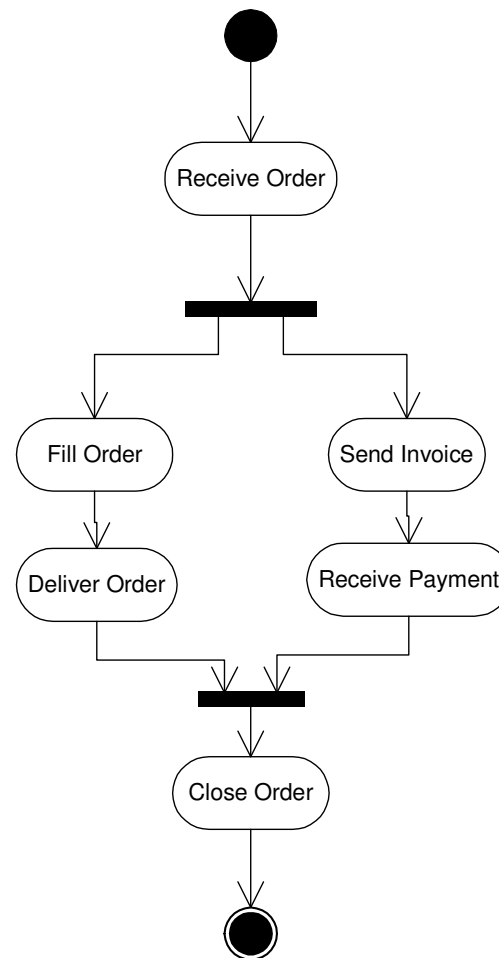 Receive Order
Fill Order
Send Invoice
Deliver Order
Receive Payment
Close Order